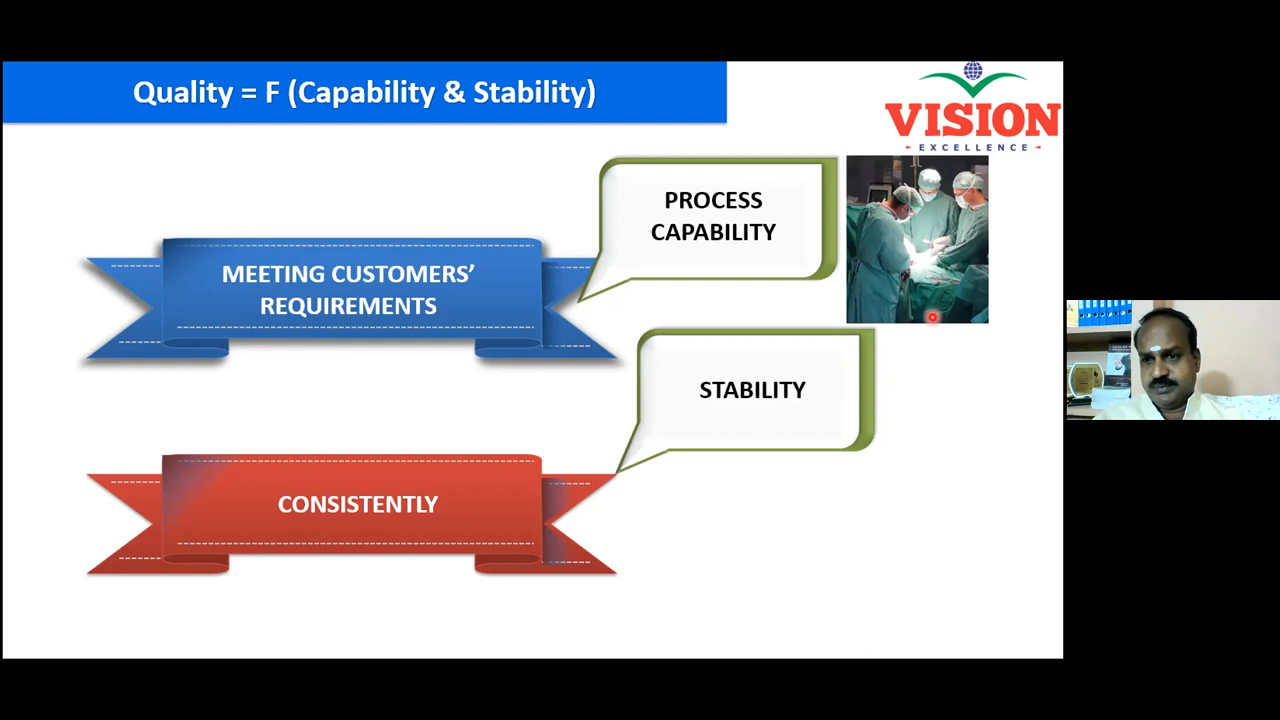 Quality = F (Capability & Stability)
VISION
EXCELLENCE
PROCESS
CAPABILITY
MEETING CUSTOMERS’
REQUIREMENTS
STABILITY
CONSISTENTLY